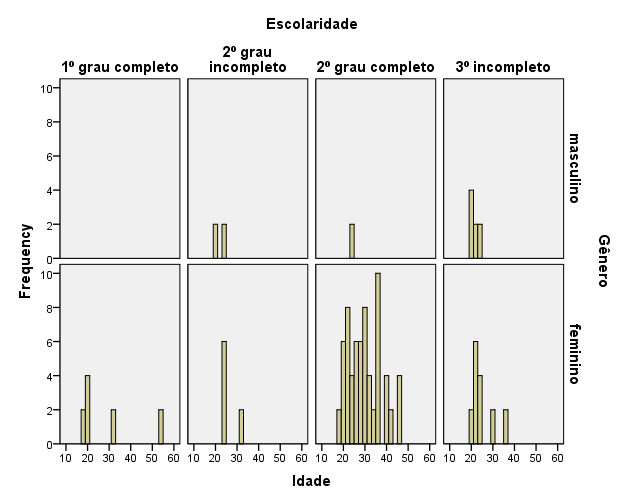 Escolaridade
1º grau completo
2º grau
incompleto
2º grau completo
3º incompleto
10
8
6
4
2
0
masculino
Frequency
Gênero
10
8
6
4
2
0
feminino
10 20 30 40 50 60
10 20 30 40 50 60
10 20 30 40 50 60
10 20 30 40 50 60
Idade